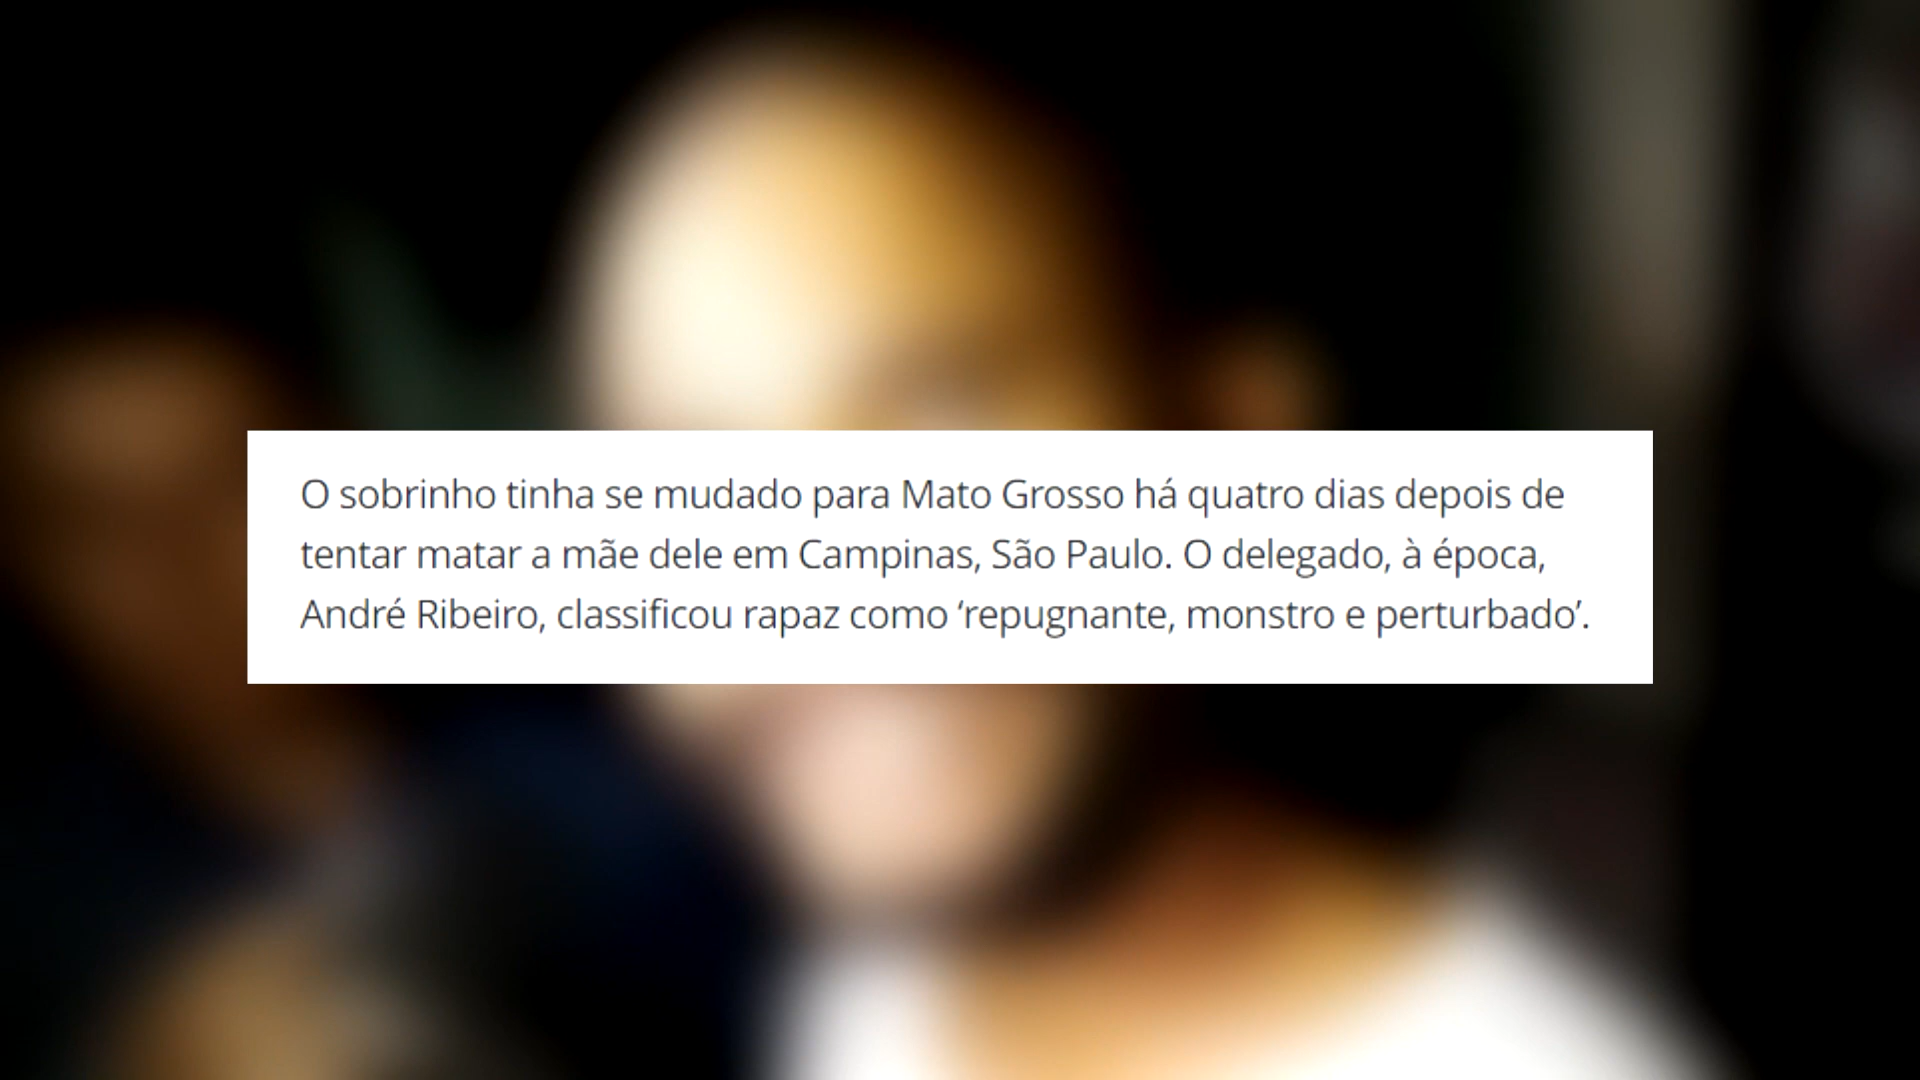 O sobrinho tinha se mudado para Mato Grosso há quatro dias depois de
tentar matar a mãe dele em Campinas, São Paulo. O delegado, à época,
André Ribeiro, classificou rapaz como ‘repugnante, monstro e perturbado’.